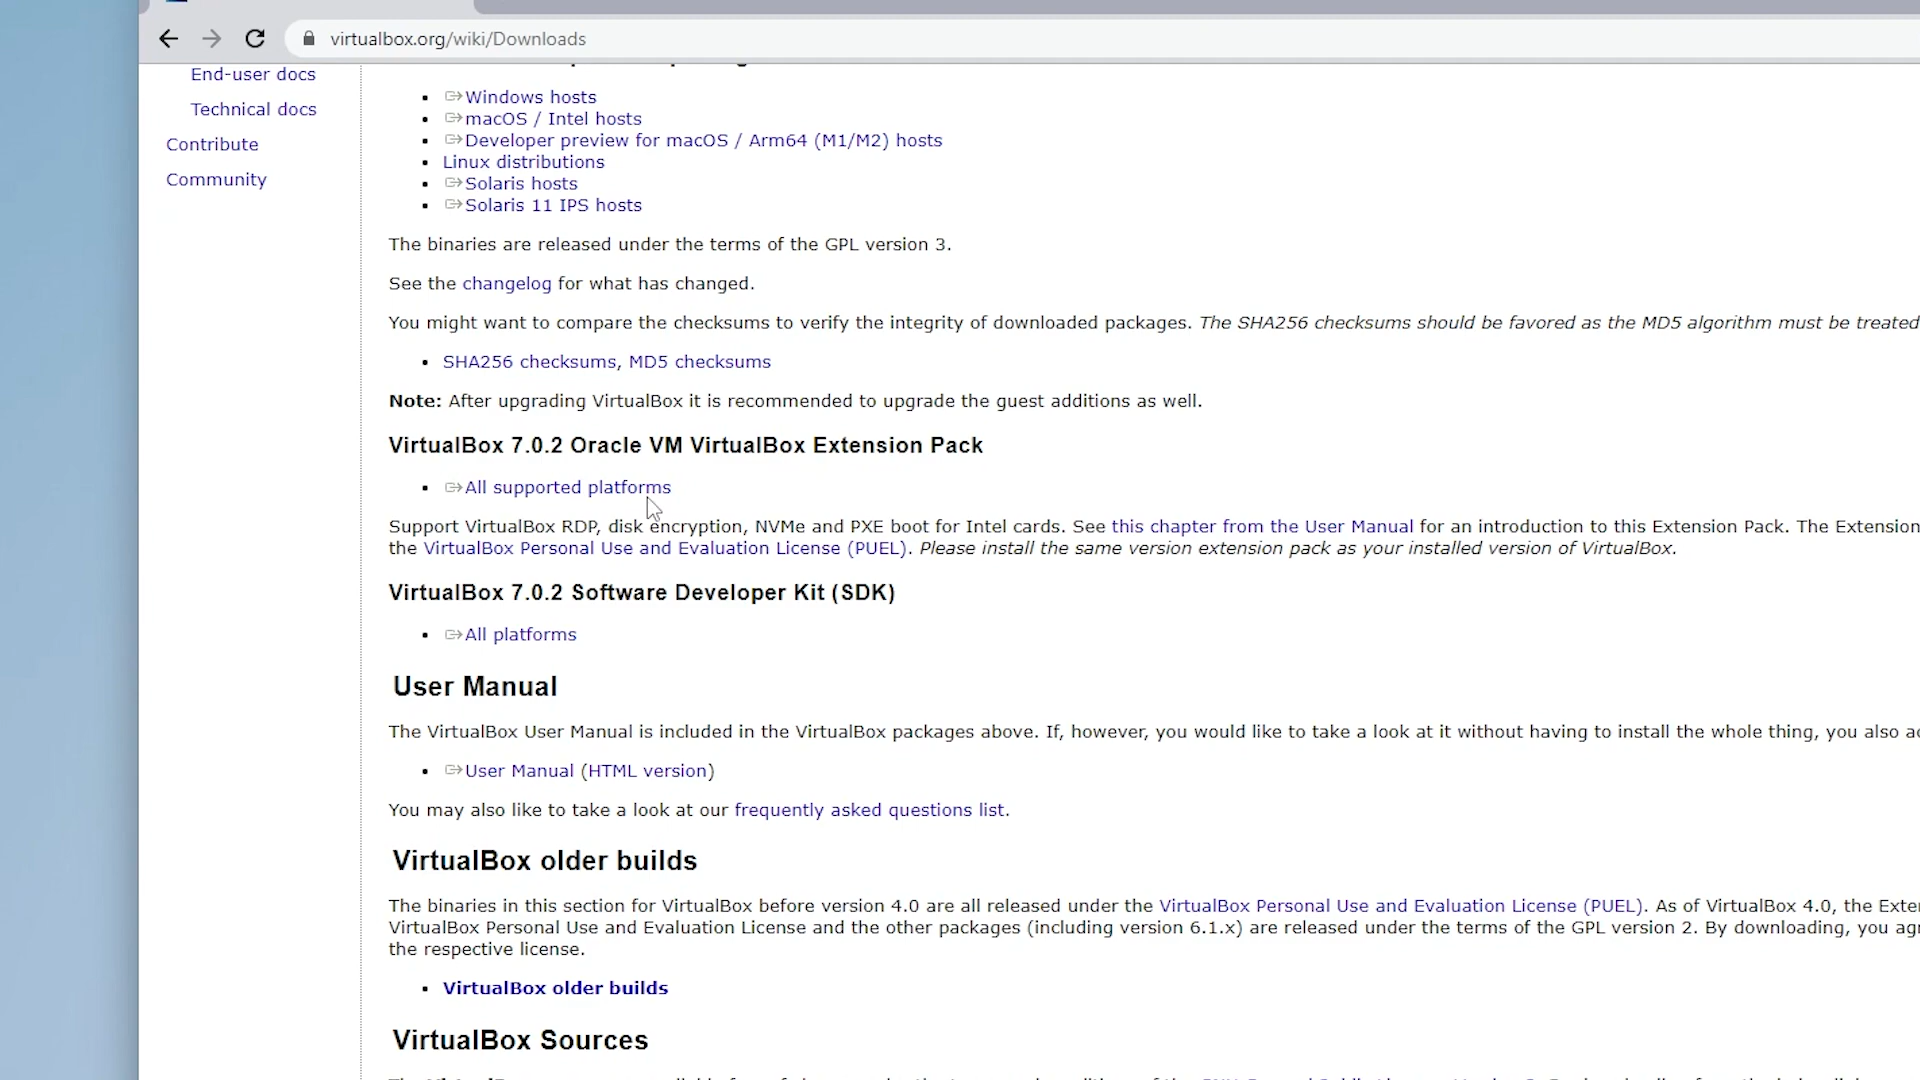 virtualbox.org/wiki/Downloads
End-user docs
Technical docs
Contribute
Community
Windows hosts
macOS / Intel hosts
Developer preview for macOS / Arm64 (M1/M2) hosts
Linux distributions
Solaris hosts
Solaris 11 IPS hosts
The binaries are released under the terms of the GPL version 3.
See the changelog for what has changed.
You might want to compare the checksums to verify the integrity of downloaded packages. The SHA256 checksums should be favored as the MD5 algorithm must be treated
SHA256 checksums, MD5 checksums
Note: After upgrading VirtualBox it is recommended to upgrade the guest additions as well.
VirtualBox 7.0.2 Oracle VM VirtualBox Extension Pack
All supported platforms
Support VirtualBox RDP, disk encryption, NVMe and PXE boot for Intel cards. See this chapter from the User Manual for an introduction to this Extension Pack. The Extension
the VirtualBox Personal Use and Evaluation License (PUEL). Please install the same version extension pack as your installed version of VirtualBox.
VirtualBox 7.0.2 Software Developer Kit (SDK)
All platforms
User Manual
The VirtualBox User Manual is included in the VirtualBox packages above. If, however, you would like to take a look at it without having to install the whole thing, you also
User Manual (HTML version)
You may also like to take a look at our frequently asked questions list.
VirtualBox older builds
The binaries in this section for VirtualBox before version 4.0 are all released under the VirtualBox Personal Use and Evaluation License (PUEL). As of VirtualBox 4.0, the
VirtualBox Personal Use and Evaluation License and the other packages (including version 6.1.x) are released under the terms of the GPL version 2. By downloading, you
the respective license.
VirtualBox older builds
VirtualBox Sources